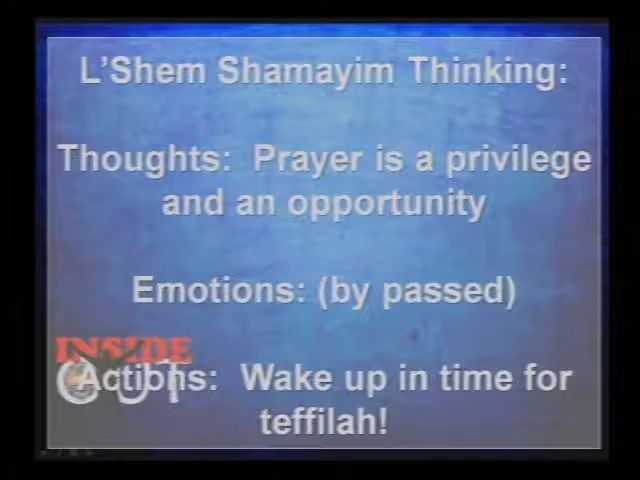 L'Shem Shamayim Thinking:
Thoughts: Prayer is a privilege
and an opportunity
Emotions: (by passed)
INSIDE
OUT
Actions: Wake up in time for
teffilah!